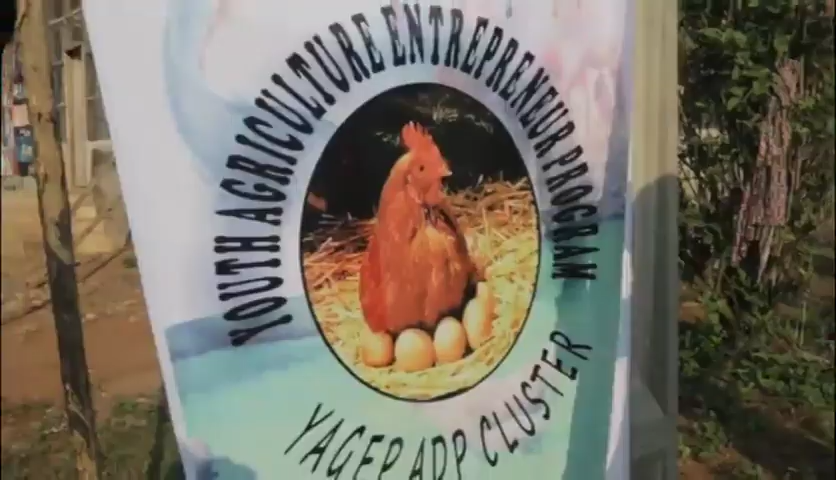 YOUTH AGRICULTURE ENTREPRENEUR PROGRAM
YAGEP ADP CLUSTER